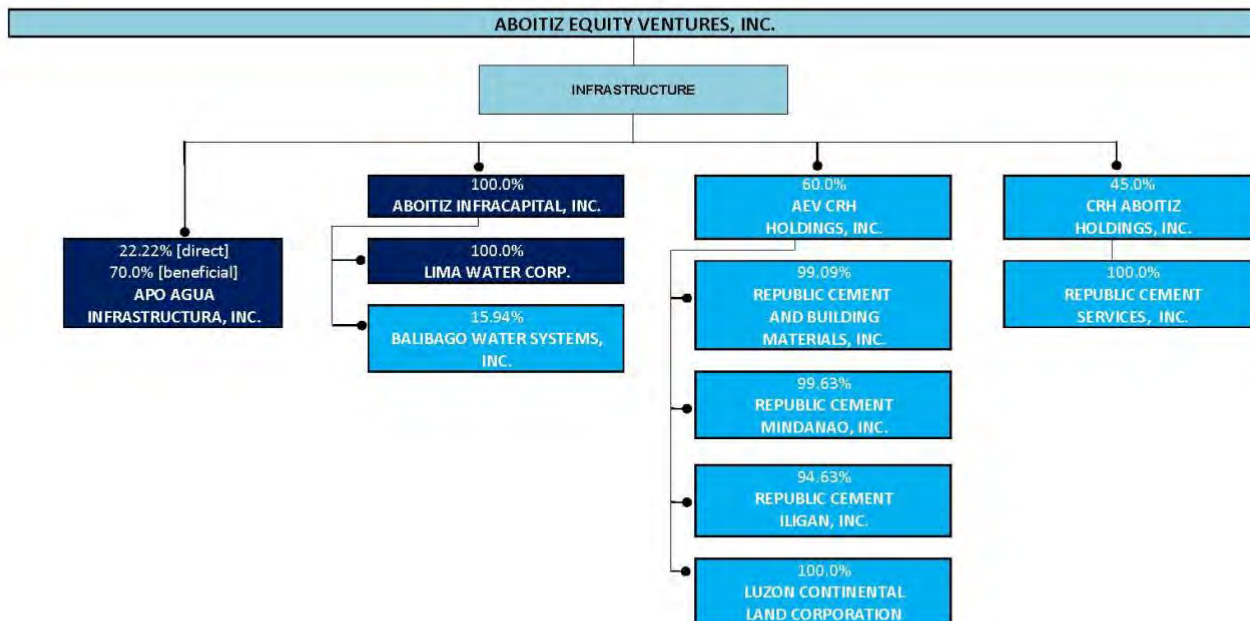 ABOITIZ EQUITY VENTURES, INC.
INFRASTRUCTURE
22.22% [direct]
70.0% [beneficial]
APO AGUA
INFRASTRUCTURA, INC.
100.0%
ABOITIZ INFRACAPITAL, INC.
100.0%
LIMA WATER CORP.
15.94%
BALIBAGO WATER SYSTEMS,
INC.
60.0%
AEV CRH
HOLDINGS, INC.
99.09%
REPUBLIC CEMENT
AND BUILDING
MATERIALS, INC.
99.63%
REPUBLIC CEMENT
MINDANAO, INC.
94.63%
REPUBLIC CEMENT
ILIGAN, INC.
100.0%
LUZON CONTINENTAL
LAND CORPORATION
45.0%
CRH ABOITIZ
HOLDINGS, INC.
100.0%
REPUBLIC CEMENT
SERVICES, INC.